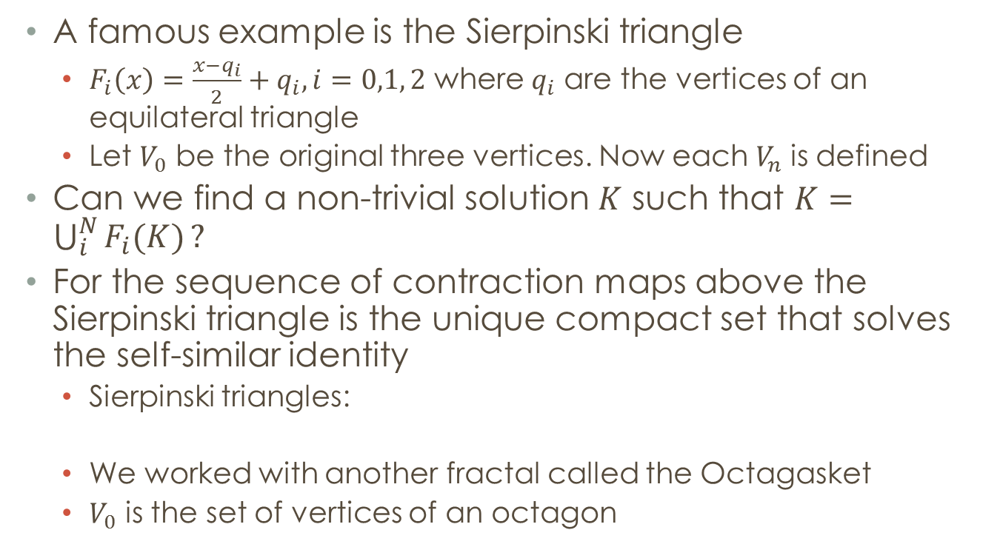 • A famous example is the Sierpinski triangle
• F_i(x) = \frac{x−q_i}{2} + q_i, i = 0,1,2 where q_i are the vertices of an
equilateral triangle
• Let V_0 be the original three vertices. Now each V_n is defined
• Can we find a non-trivial solution K such that K =
∪_i^N F_i(K) ?
• For the sequence of contraction maps above the
Sierpinski triangle is the unique compact set that solves
the self-similar identity
• Sierpinski triangles:
• We worked with another fractal called the Octagasket
• V_0 is the set of vertices of an octagon